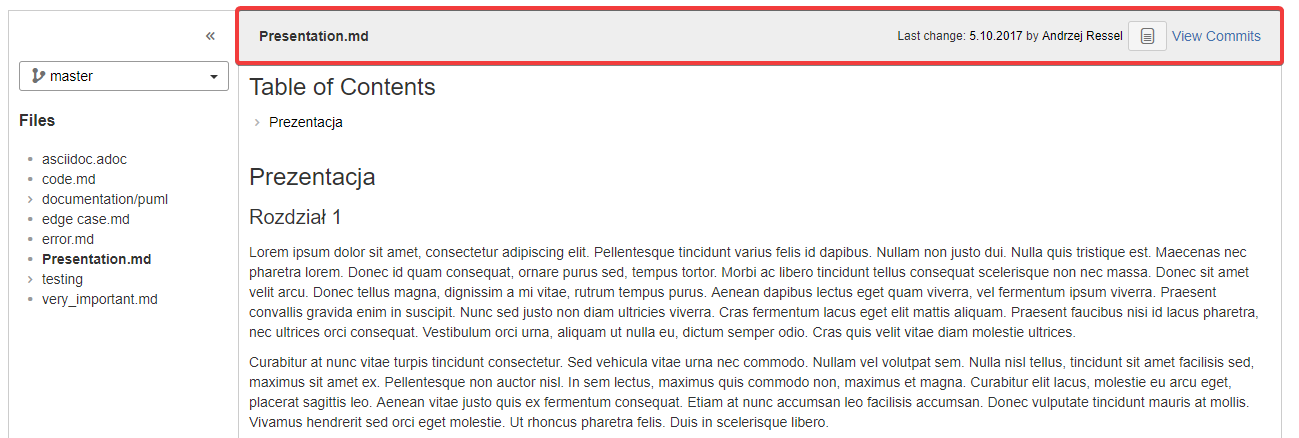 «
Presentation.md
Last change: 5.10.2017 by Andrzej Ressel
View Commits
master
Files
asciidoc.adoc
code.md
documentation/puml
edge case.md
error.md
Presentation.md
testing
very_important.md
Table of Contents
Prezentacja
Prezentacja
Rozdział 1
Lorem ipsum dolor sit amet, consectetur adipiscing elit. Pellentesque tincidunt varius felis id dapibus. Nullam non justo dui. Nulla quis tristique est. Maecenas nec
pharetra lorem. Donec id quam consequat, ornare purus sed, tempus tortor. Morbi ac libero tincidunt tellus consequat scelerisque non nec massa. Donec sit amet
velit arcu. Donec tellus magna, dignissim a mi vitae, rutrum tempus purus. Aenean dapibus lectus eget quam viverra, vel fermentum ipsum viverra. Praesent
convallis gravida enim in suscipit. Nunc sed justo non diam ultricies viverra. Cras fermentum lacus eget elit mattis aliquam. Praesent faucibus nisi id lacus pharetra,
nec ultrices orci consequat. Vestibulum orci urna, aliquam ut nulla eu, dictum semper odio. Cras quis velit vitae diam molestie ultrices.
Curabitur at nunc vitae turpis tincidunt consectetur. Sed vehicula vitae urna nec commodo. Nullam vel volutpat sem. Nulla nisl tellus, tincidunt sit amet facilisis sed,
maximus sit amet ex. Pellentesque non auctor nisl. In sem lectus, maximus quis commodo non, maximus et magna. Curabitur elit lacus, molestie eu arcu eget,
placerat sagittis leo. Aenean vitae justo quis ex fermentum consequat. Etiam at nunc accumsan leo facilisis accumsan. Donec vulputate tincidunt mauris at mollis.
Vivamus hendrerit sed orci eget molestie. Ut rhoncus pharetra felis. Duis in scelerisque libero.